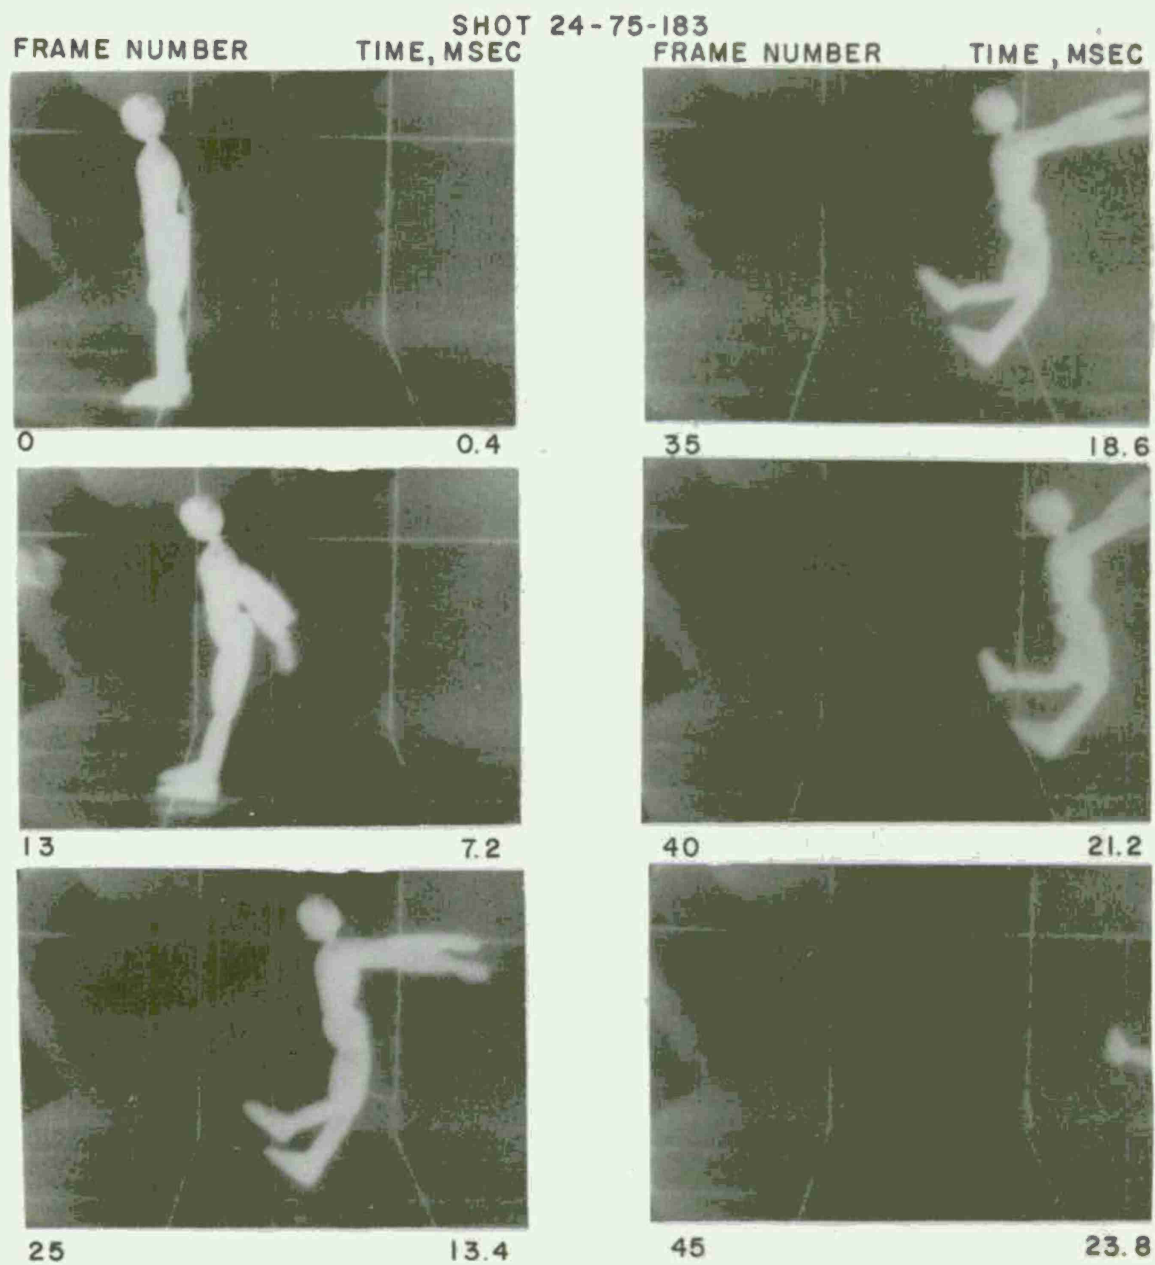 SHOT 24-75-183
FRAME NUMBER TIME, MSEC FRAME NUMBER TIME , MSEC
0 0.4 35 18.6
13 7.2 40 21.2
25 13.4 45 23.8